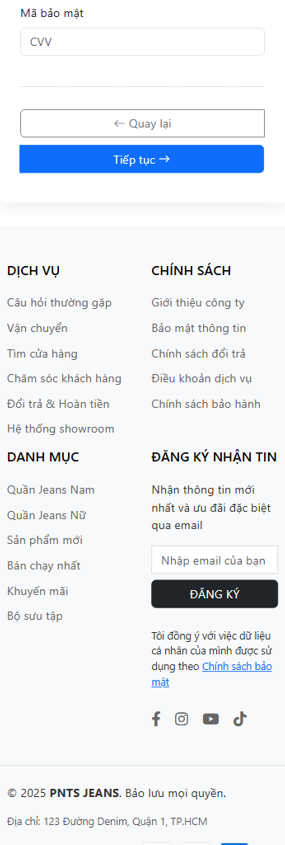 Mã bảo mật
CVV
← Quay lại
Tiếp tục →
DỊCH VỤ
Câu hỏi thường gặp
Vận chuyển
Tìm cửa hàng
Chăm sóc khách hàng
Đổi trả & Hoàn tiền
Hệ thống showroom
CHÍNH SÁCH
Giới thiệu công ty
Bảo mật thông tin
Chính sách đổi trả
Điều khoản dịch vụ
Chính sách bảo hành
DANH MỤC
Quần Jeans Nam
Quần Jeans Nữ
Sản phẩm mới
Bán chạy nhất
Khuyến mãi
Bộ sưu tập
ĐĂNG KÝ NHẬN TIN
Nhận thông tin mới
nhất và ưu đãi đặc biệt
qua email
Nhập email của bạn
ĐĂNG KÝ
Tôi đồng ý với việc dữ liệu
cá nhân của mình được sử
dụng theo Chính sách bảo
mật
© 2025 PNTS JEANS. Bảo lưu mọi quyền.
Địa chỉ: 123 Đường Denim, Quận 1, TP.HCM